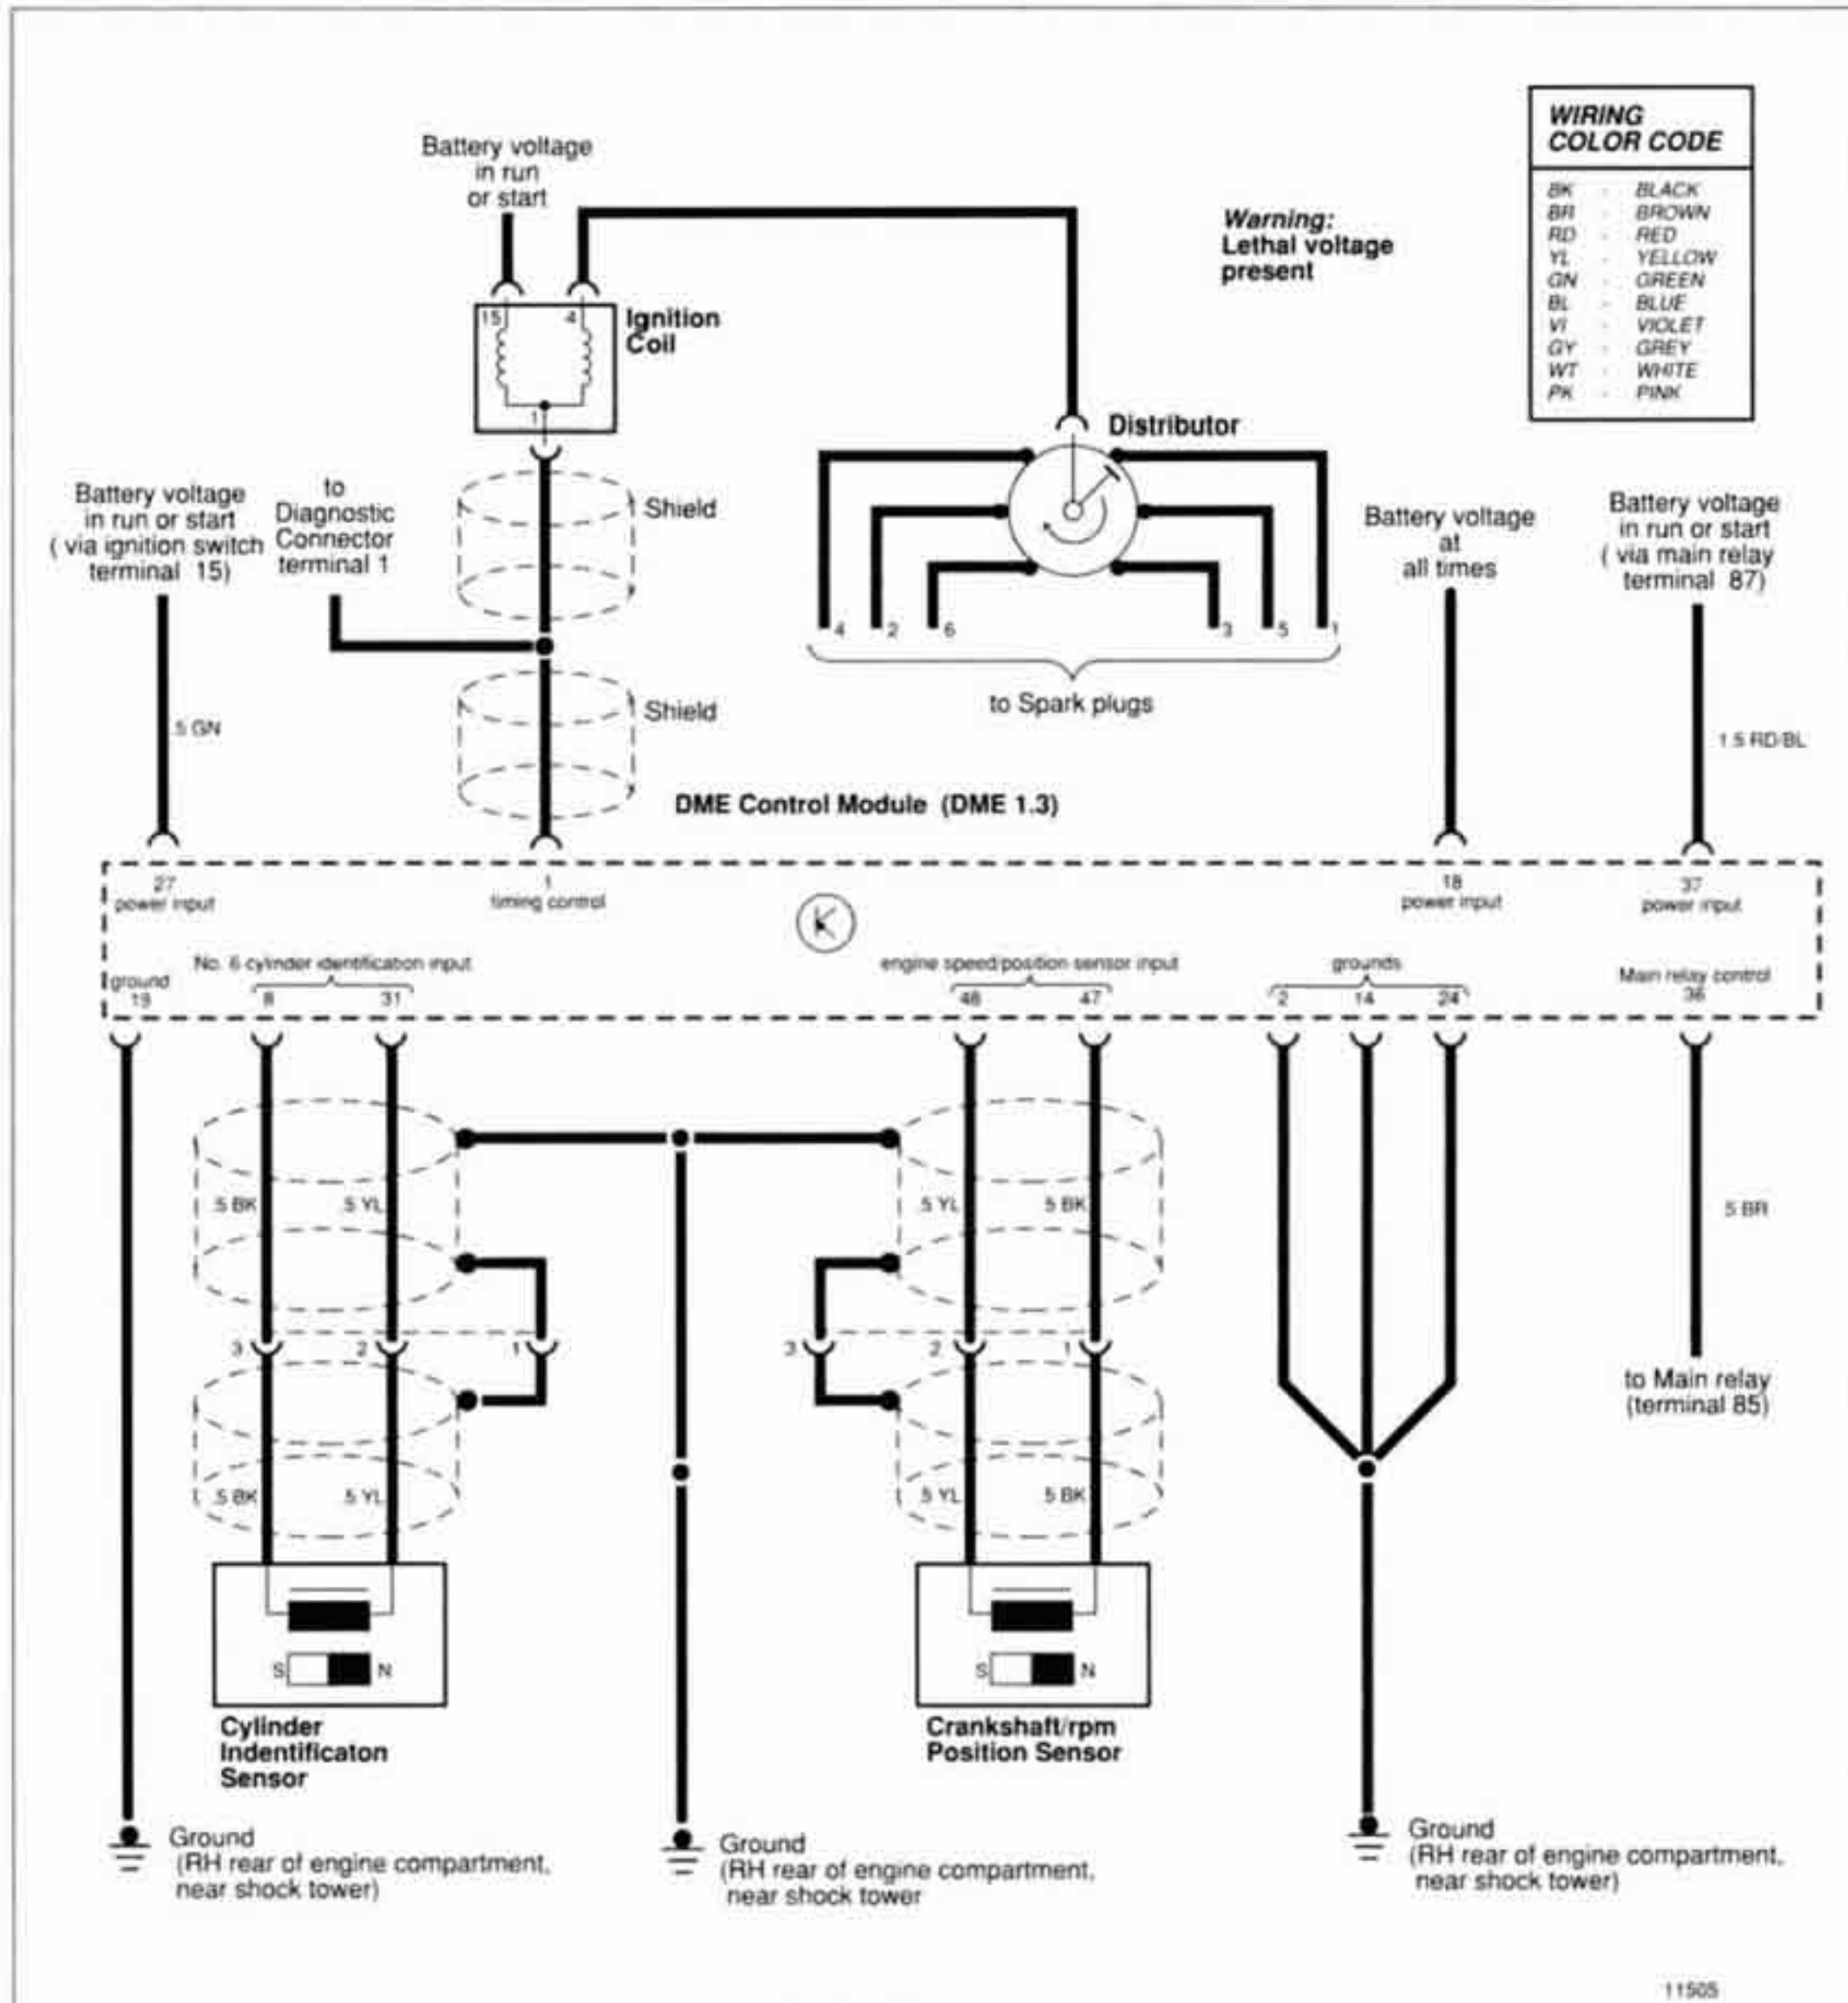 Battery voltage
in run
or start
WIRING
COLOR CODE
BK - BLACK
BR - BROWN
RD - RED
YL - YELLOW
GN - GREEN
BL - BLUE
VI - VIOLET
GY - GREY
WT - WHITE
PK - PINK
Warning:
Lethal voltage
present
15 4
Ignition
Coil
1
Distributor
Battery voltage
in run or start
( via ignition switch
terminal 15)
to
Diagnostic
Connector
terminal 1
Shield
Battery voltage
at
all times
Battery voltage
in run or start
( via main relay
terminal 87)
4 2 6 3 5 1
to Spark plugs
Shield
.5 GN
1.5 RD/BL
DME Control Module (DME 1.3)
27
power input
1
timing control
K
18
power input
37
power input
ground
19
No. 6 cylinder identification input
8 31
engine speed/position sensor input
48 47
grounds
2 14 24
Main relay control
36
.5 BK .5 YL
.5 YL .5 BK
.5 BR
3 2 1
3 2 1
to Main relay
(terminal 85)
.5 BK .5 YL
.5 YL .5 BK
S N
S N
Cylinder
Indentificaton
Sensor
Crankshaft/rpm
Position Sensor
Ground
(RH rear of engine compartment,
near shock tower)
Ground
(RH rear of engine compartment,
near shock tower
Ground
(RH rear of engine compartment,
near shock tower)
11505